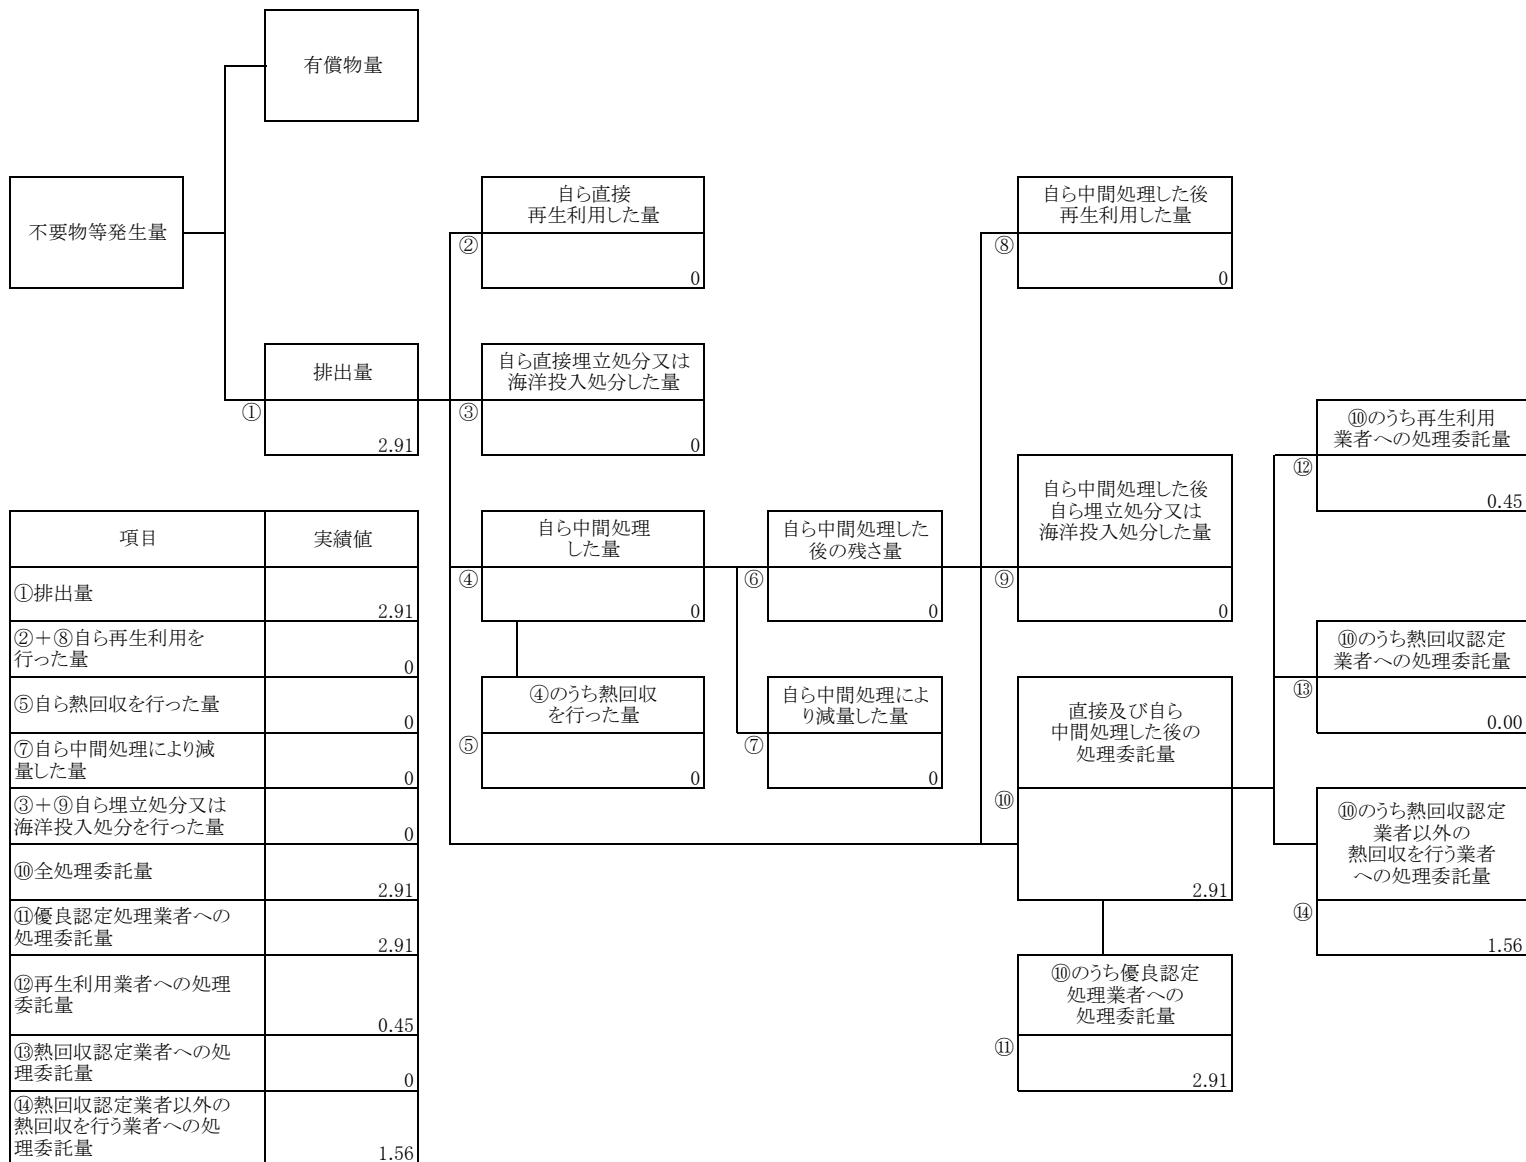 有償物量
不要物等発生量
排出量
①
2.91
自ら直接
再生利用した量
②
0
自ら直接埋立処分又は
海洋投入処分した量
③
0
自ら中間処理
した量
④
0
④のうち熱回収
を行った量
⑤
0
自ら中間処理した
後の残さ量
⑥
0
自ら中間処理によ
り減量した量
⑦
0
自ら中間処理した後
再生利用した量
⑧
0
自ら中間処理した後
自ら埋立処分又は
海洋投入処分した量
⑨
0
直接及び自ら
中間処理した後の
処理委託量
⑩
2.91
⑩のうち優良認定
処理業者への
処理委託量
⑪
2.91
⑩のうち再生利用
業者への処理委託量
⑫
0.45
⑩のうち熱回収認定
業者への処理委託量
⑬
0.00
⑩のうち熱回収認定
業者以外の
熱回収を行う業者
への処理委託量
⑭
1.56
項目 実績値
①排出量
2.91
②+⑧自ら再生利用を
行った量
0
⑤自ら熱回収を行った量
0
⑦自ら中間処理により減
量した量
0
③+⑨自ら埋立処分又は
海洋投入処分を行った量
0
⑩全処理委託量
2.91
⑪優良認定処理業者への
処理委託量
2.91
⑫再生利用業者への処理
委託量
0.45
⑬熱回収認定業者への処
理委託量
0
⑭熱回収認定業者以外の
熱回収を行う業者への処
理委託量
1.56